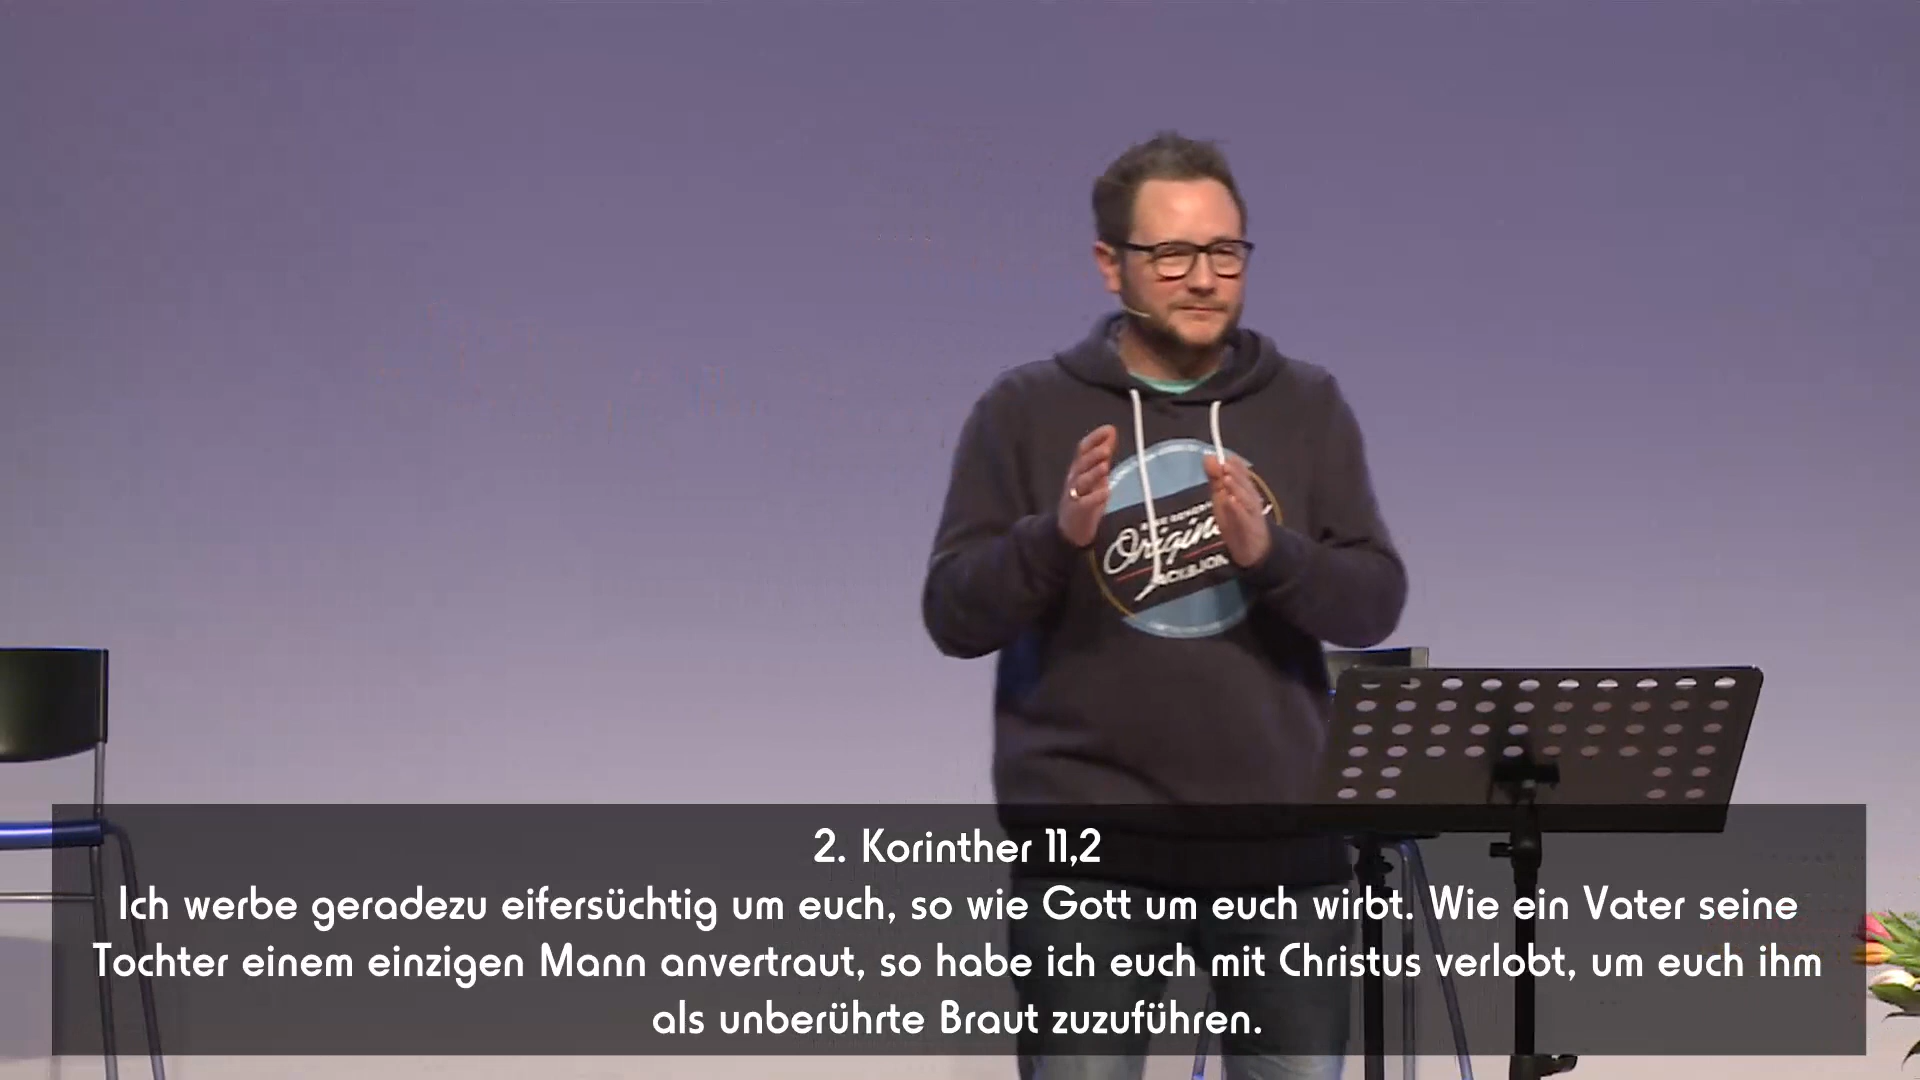 Original
2. Korinther 11,2
Ich werbe geradezu eifersüchtig um euch, so wie Gott um euch wirbt. Wie ein Vater seine
Tochter einem einzigen Mann anvertraut, so habe ich euch mit Christus verlobt, um euch ihm
als unberührte Braut zuzuführen.